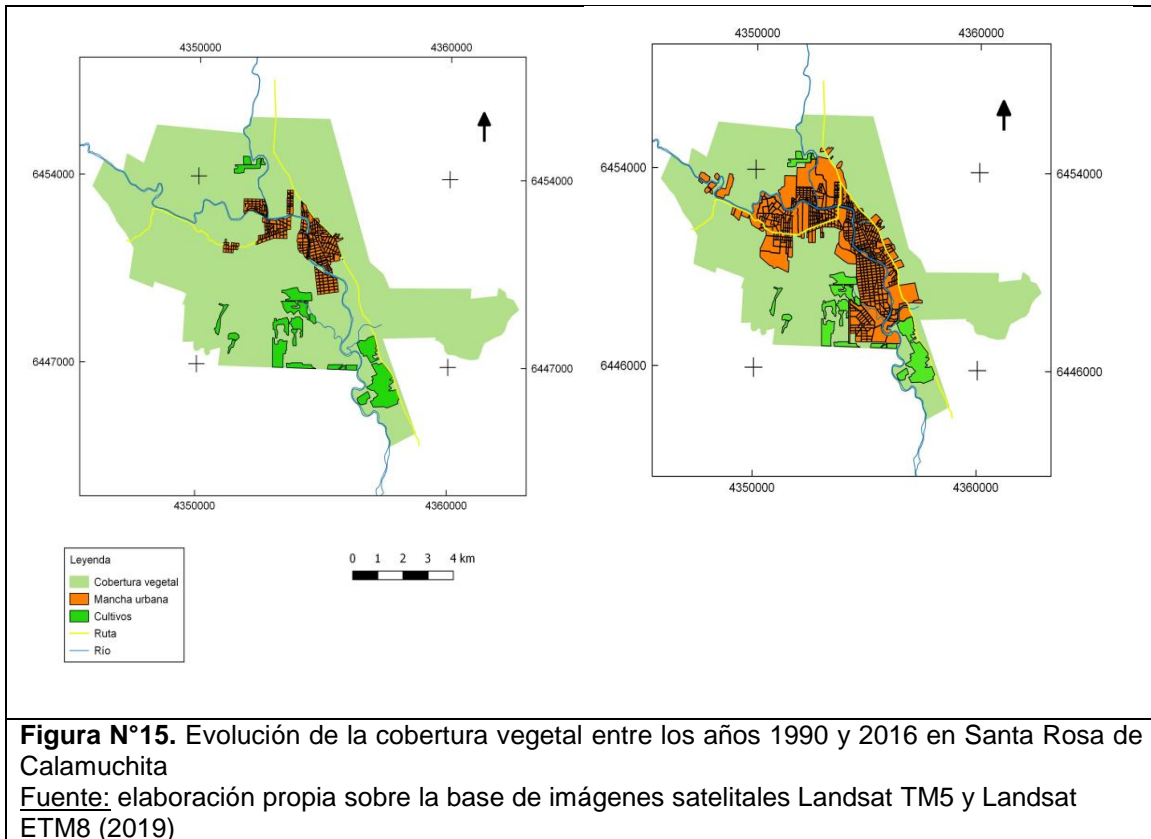 4350000
4360000
4350000
4360000
6454000
6454000
6454000
6454000
6447000
6447000
6446000
6446000
4350000
4360000
4350000
4360000
Leyenda
Cobertura vegetal
Mancha urbana
Cultivos
Ruta
Río
0 1 2 3 4 km
Figura N°15. Evolución de la cobertura vegetal entre los años 1990 y 2016 en Santa Rosa de
Calamuchita
Fuente: elaboración propia sobre la base de imágenes satelitales Landsat TM5 y Landsat
ETM8 (2019)